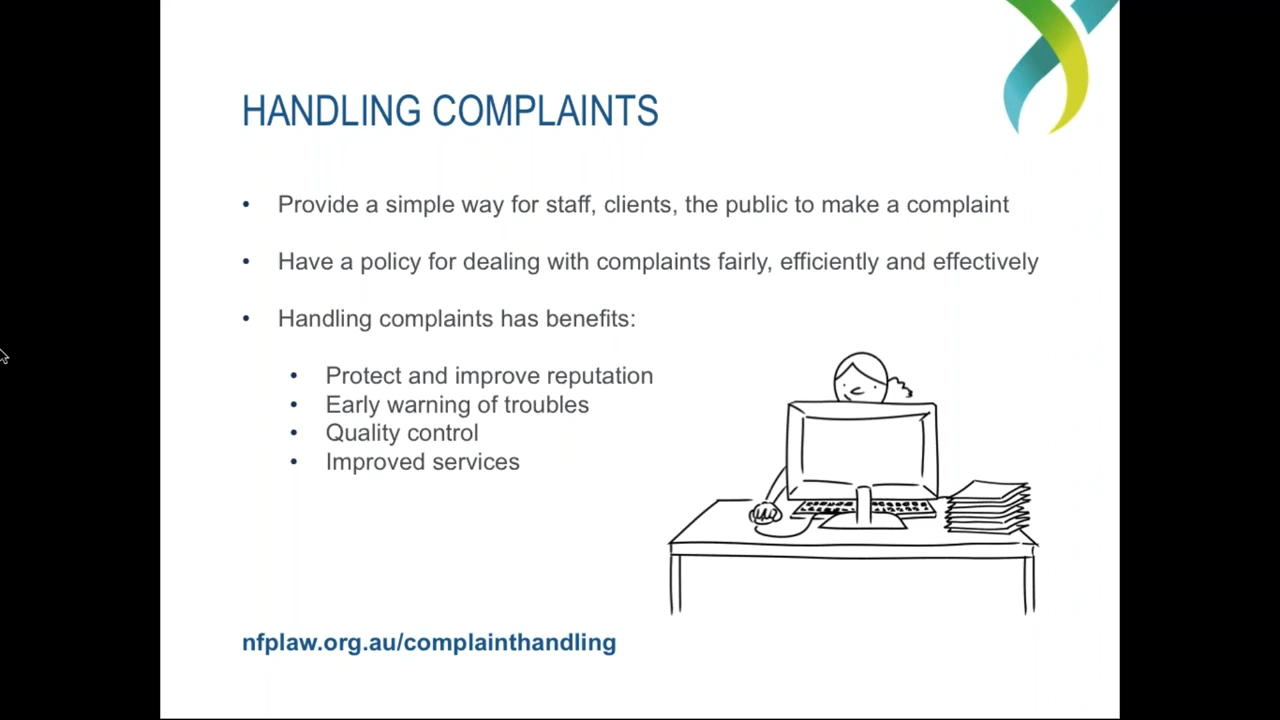 HANDLING COMPLAINTS
• Provide a simple way for staff, clients, the public to make a complaint
• Have a policy for dealing with complaints fairly, efficiently and effectively
• Handling complaints has benefits:
• Protect and improve reputation
• Early warning of troubles
• Quality control
• Improved services
nfplaw.org.au/complainthandling